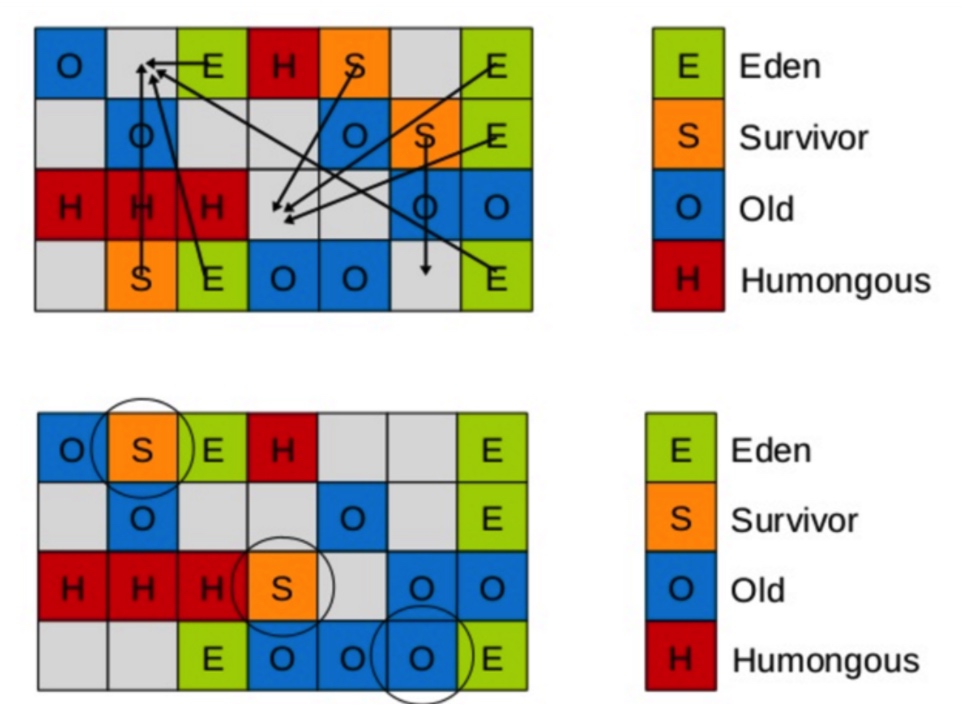 O E H S E
O O S E
H H H O O
S E O O E
E Eden
S Survivor
O Old
H Humongous
O S E H E
O O E
H H H S O O
E O O O E
E Eden
S Survivor
O Old
H Humongous